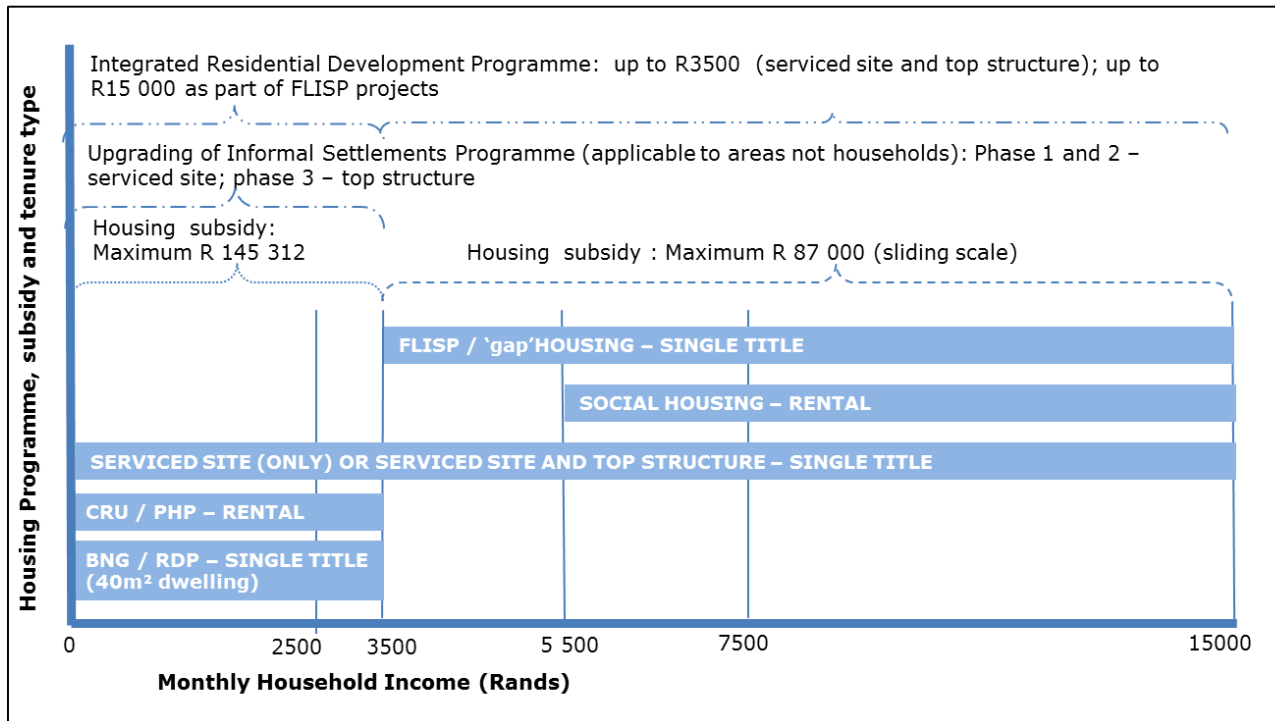 Housing Programme, subsidy and tenure type
Integrated Residential Development Programme: up to R3500 (serviced site and top structure); up to
R15 000 as part of FLISP projects
Upgrading of Informal Settlements Programme (applicable to areas not households): Phase 1 and 2 –
serviced site; phase 3 – top structure
Housing subsidy:
Maximum R 145 312
Housing subsidy : Maximum R 87 000 (sliding scale)
FLISP / ‘gap’HOUSING – SINGLE TITLE
SOCIAL HOUSING – RENTAL
SERVICED SITE (ONLY) OR SERVICED SITE AND TOP STRUCTURE – SINGLE TITLE
CRU / PHP – RENTAL
BNG / RDP – SINGLE TITLE
(40m² dwelling)
0 2500 3500 5 500 7500 15000
Monthly Household Income (Rands)